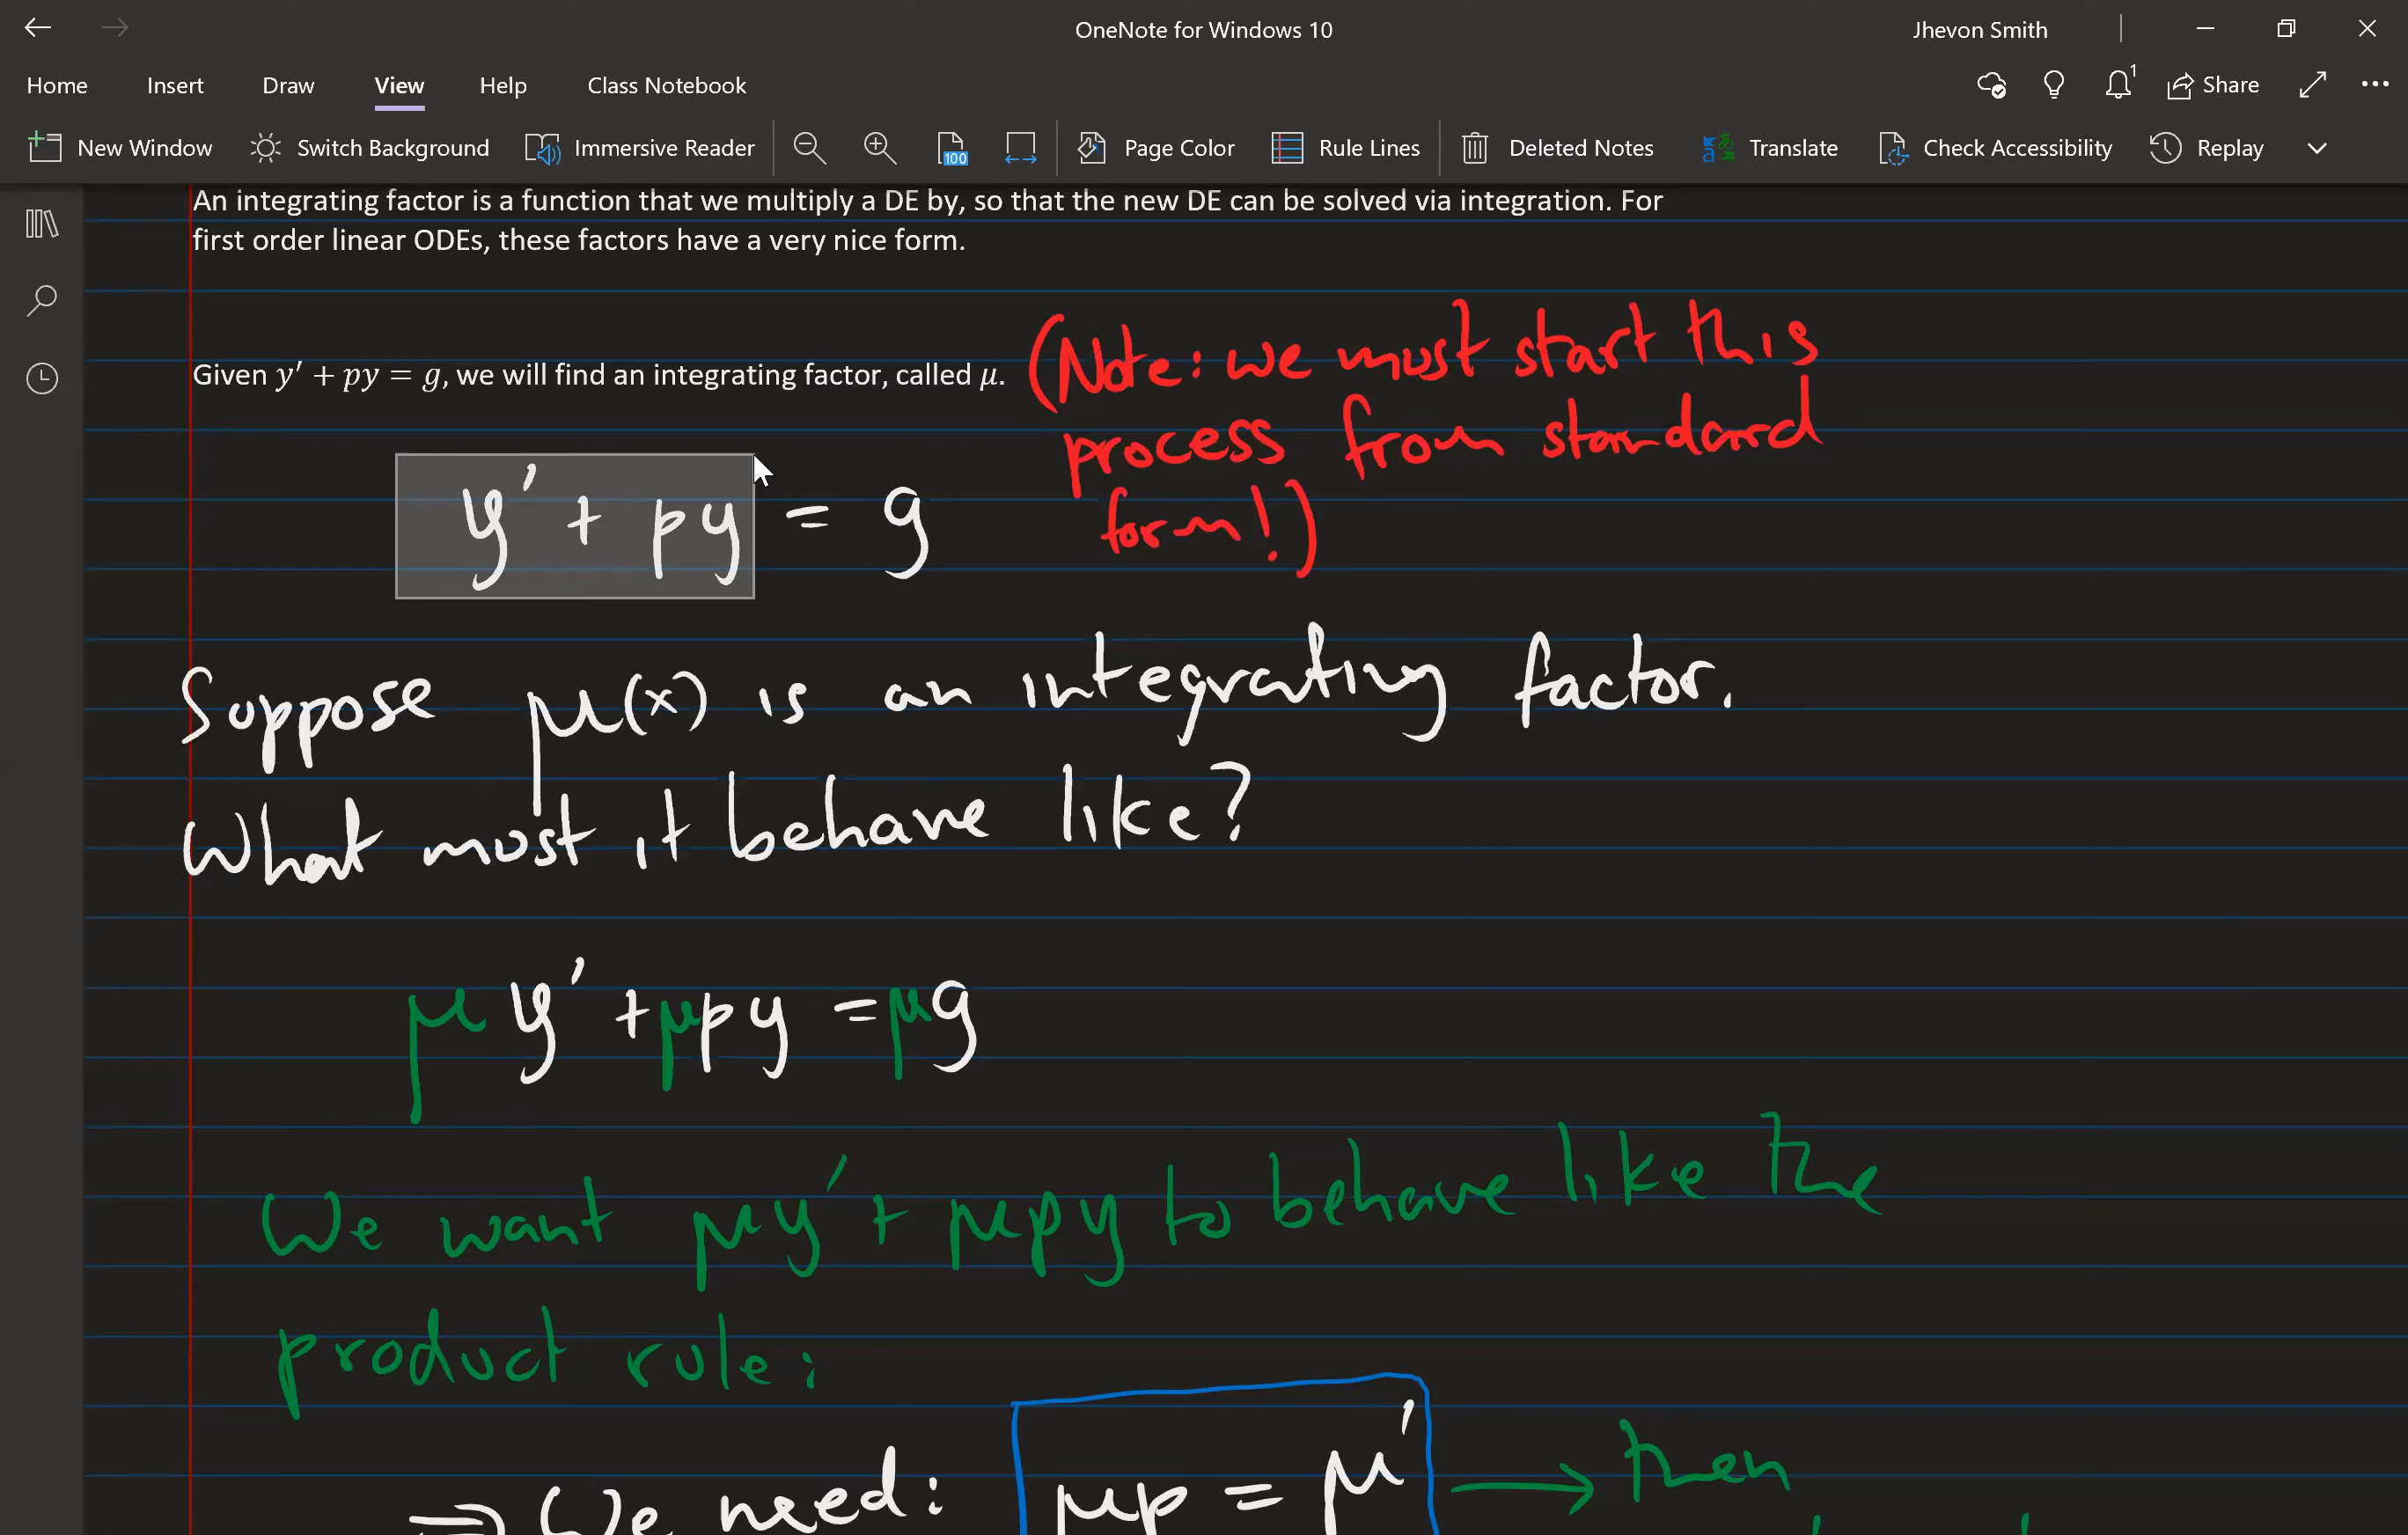 OneNote for Windows 10
Jhevon Smith
Home Insert Draw View Help Class Notebook
1 Share
New Window Switch Background Immersive Reader 100 Page Color Rule Lines Deleted Notes Translate Check Accessibility Replay
An integrating factor is a function that we multiply a DE by, so that the new DE can be solved via integration. For
first order linear ODEs, these factors have a very nice form.
Given y′ + py = g, we will find an integrating factor, called μ.
(Note: we must start this
process from standard
form!)
y' + py = g
Suppose μ(x) is an integrating factor.
What must it behave like?
μy' + μpy = μg
We want μy' + μpy to behave like the
product rule:
⇒ We need: μp = μ' → then